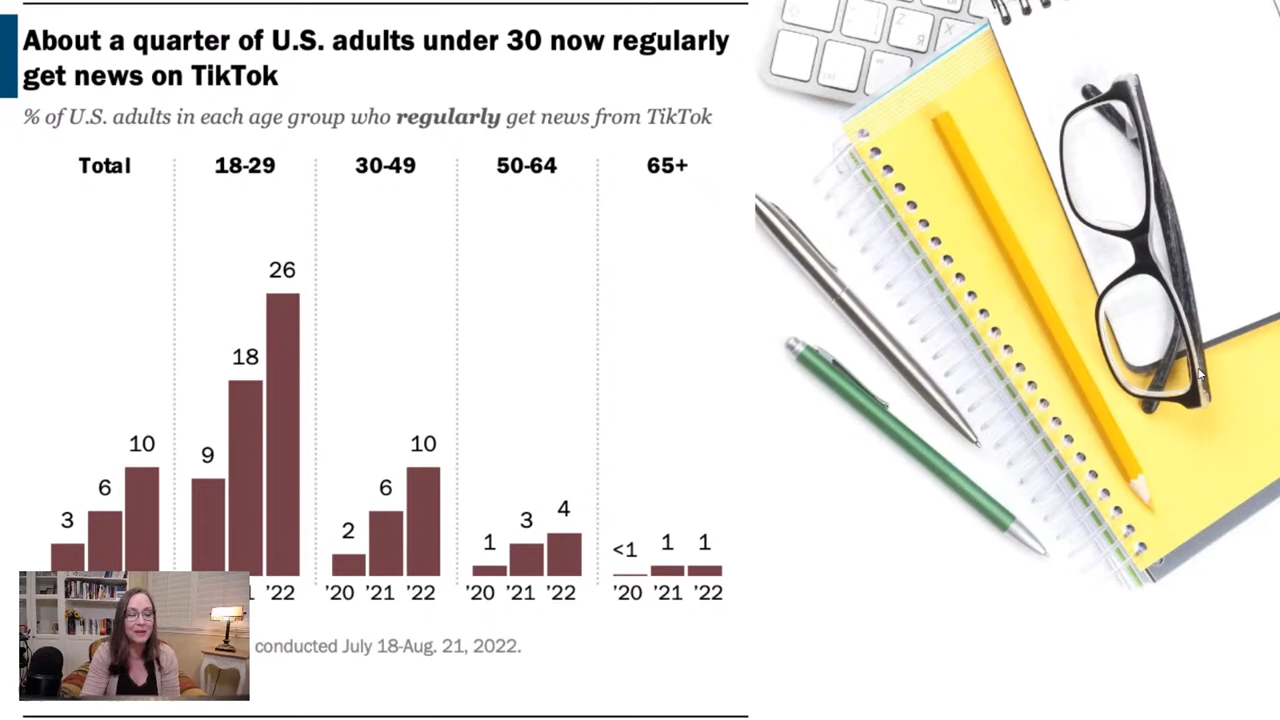 About a quarter of U.S. adults under 30 now regularly
get news on TikTok
% of U.S. adults in each age group who regularly get news from TikTok
Total 18-29 30-49 50-64 65+
3 6 10 9 18 26 2 6 10 1 3 4 <1 1 1
'22 '20 '21 '22 '20 '21 '22 '20 '21 '22
conducted July 18-Aug. 21, 2022.
ctrl